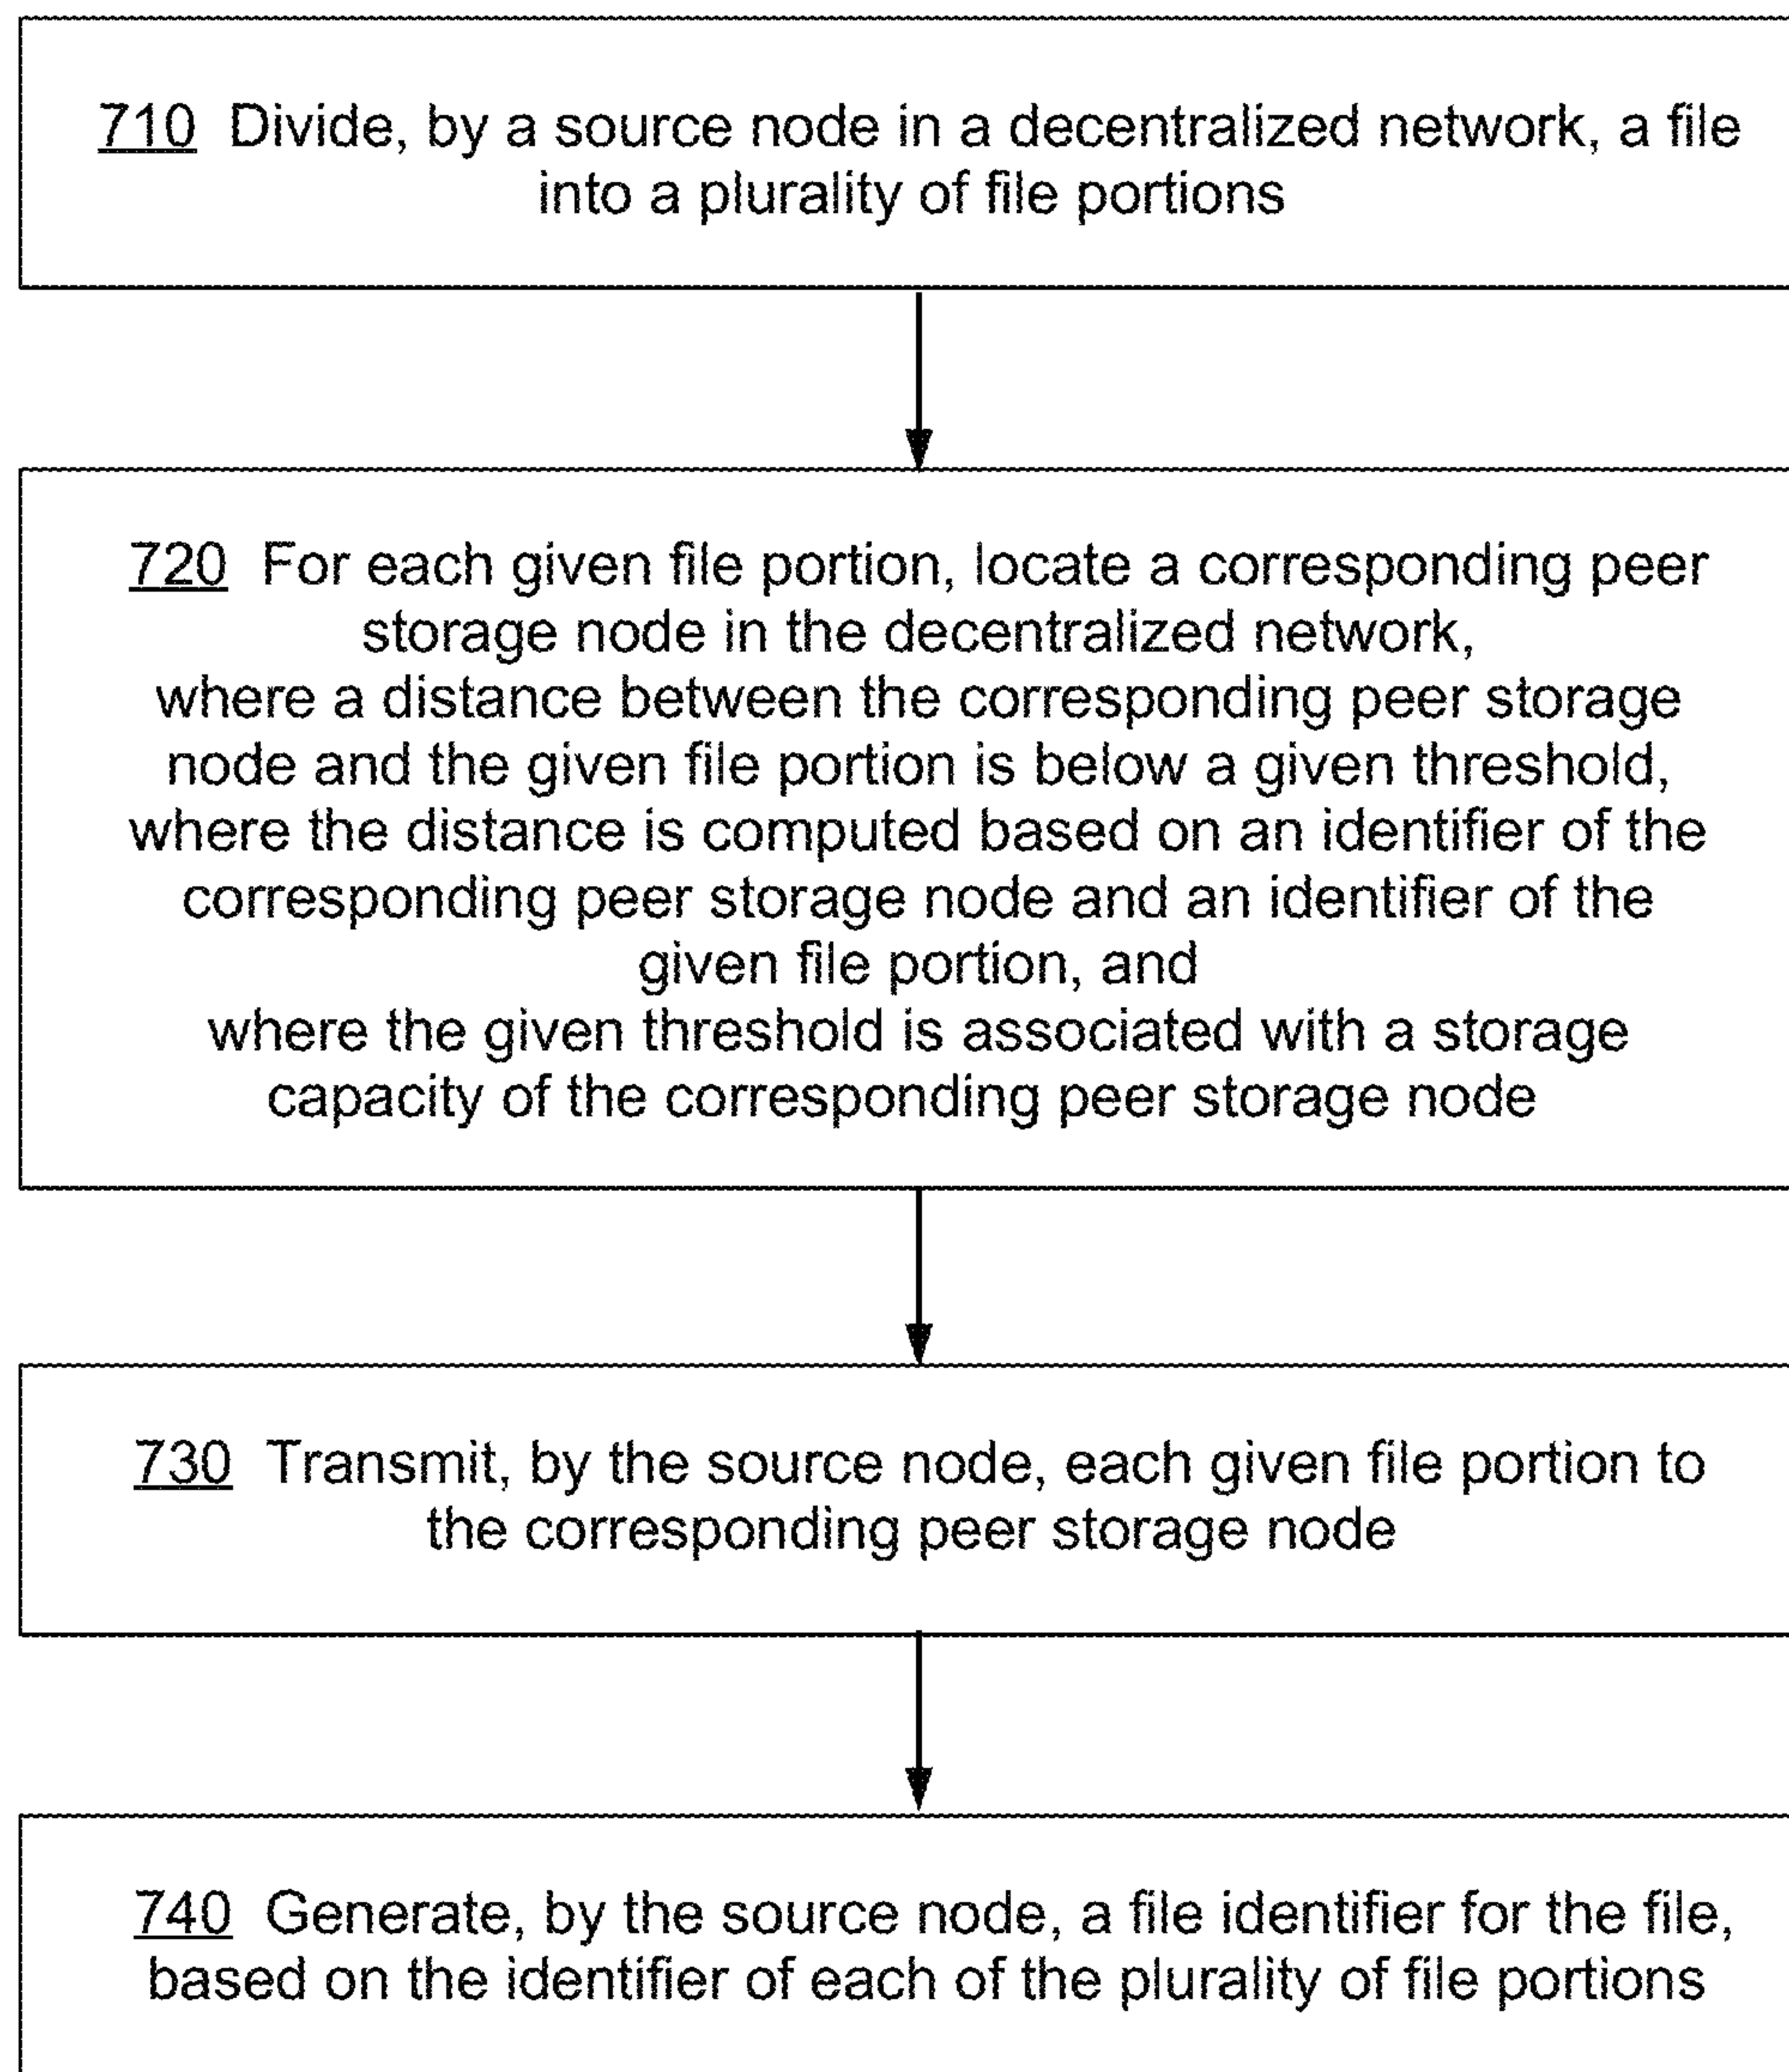 710 Divide, by a source node in a decentralized network, a file
into a plurality of file portions
720 For each given file portion, locate a corresponding peer
storage node in the decentralized network,
where a distance between the corresponding peer storage
node and the given file portion is below a given threshold,
where the distance is computed based on an identifier of the
corresponding peer storage node and an identifier of the
given file portion, and
where the given threshold is associated with a storage
capacity of the corresponding peer storage node
730 Transmit, by the source node, each given file portion to
the corresponding peer storage node
740 Generate, by the source node, a file identifier for the file,
based on the identifier of each of the plurality of file portions